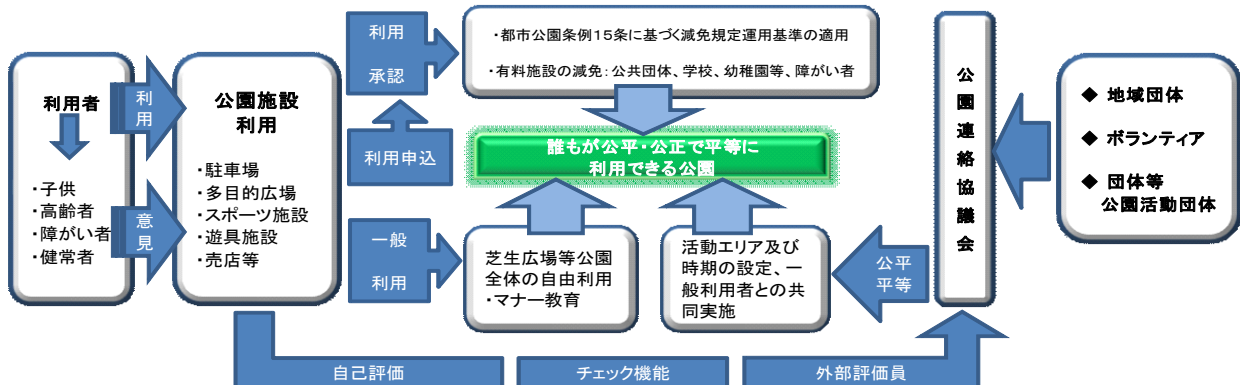 利用者
・子供
・高齢者
・障がい者
・健常者
利用
意見
公園施設
利用
・駐車場
・多目的広場
・スポーツ施設
・遊具施設
・売店等
利用
承認
利用申込
一般
利用
・都市公園条例15条に基づく減免規定運用基準の適用
・有料施設の減免：公共団体、学校、幼稚園等、障がい者
誰もが公平・公正で平等に
利用できる公園
芝生広場等公園
全体の自由利用
・マナー教育
活動エリア及び
時期の設定、一
般利用者との共
同実施
公平
平等
公園連絡協議会
◆ 地域団体
◆ ボランティア
◆ 団体等
公園活動団体
自己評価
チェック機能
外部評価員